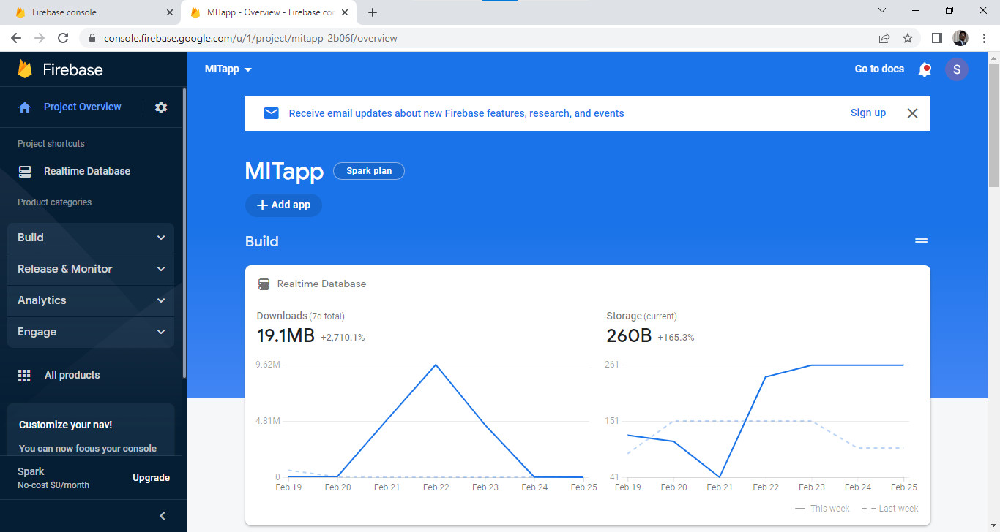 Firebase console
MITapp - Overview - Firebase cor
console.firebase.google.com/u/1/project/mitapp-2b06f/overview
Firebase
MITapp
Go to docs
S
Project Overview
Receive email updates about new Firebase features, research, and events
Sign up
Project shortcuts
Realtime Database
Product categories
Build
Release & Monitor
Analytics
Engage
All products
Customize your nav!
You can now focus your console
Spark
No-cost $0/month
Upgrade
MITapp
Spark plan
Add app
Build
Realtime Database
Downloads (7d total)
19.1MB +2,710.1%
9.62M
4.81M
0
Feb 19 Feb 20 Feb 21 Feb 22 Feb 23 Feb 24 Feb 25
Storage (current)
260B +165.3%
261
151
41
Feb 19 Feb 20 Feb 21 Feb 22 Feb 23 Feb 24 Feb 25
This week Last week